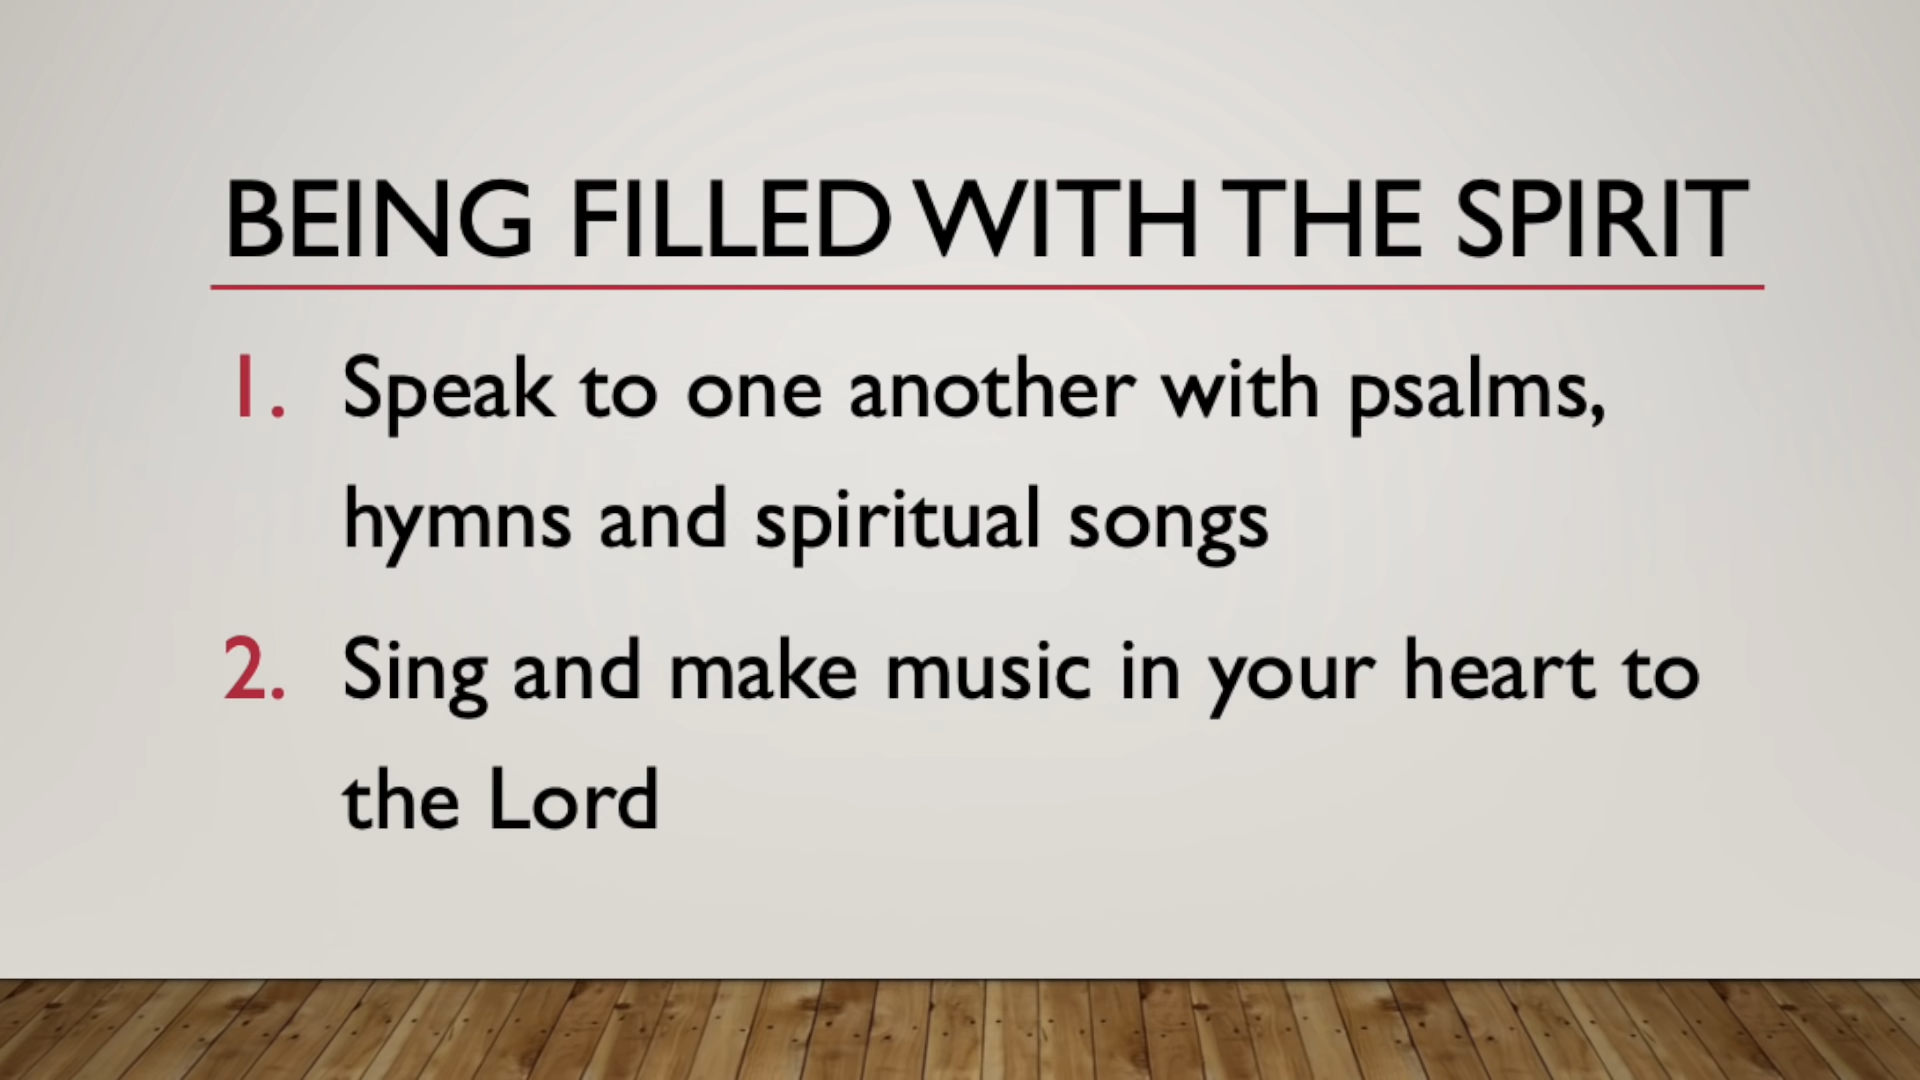 BEING FILLED WITH THE SPIRIT
1. Speak to one another with psalms,
hymns and spiritual songs
2. Sing and make music in your heart to
the Lord